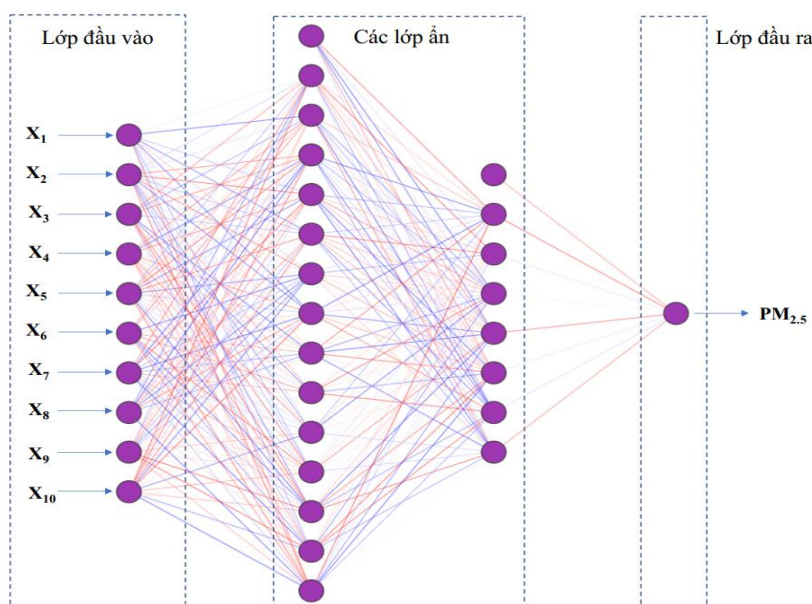 Lớp đầu vào
Các lớp ẩn
Lớp đầu ra
X₁
X₂
X₃
X₄
X₅
X₆
X₇
X₈
X₉
X₁₀
PM₂.₅